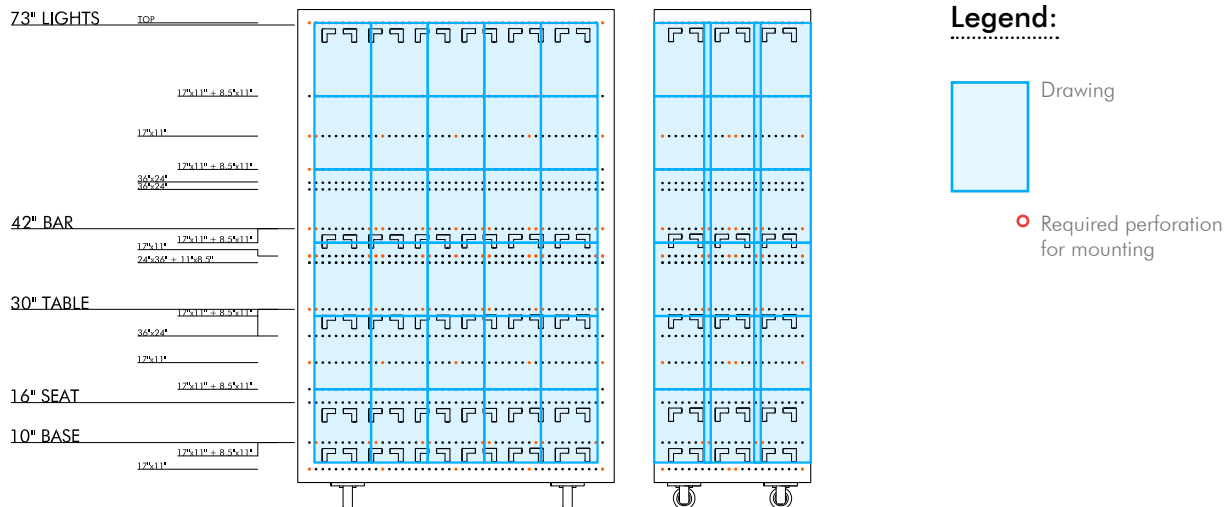 73" LIGHTS
TOP
17"x11" + 8.5"x11"
17"x11"
17"x11" + 8.5"x11"
36"x24"
36"x24"
42" BAR
17"x11" + 8.5"x11"
17"x11"
24"x36" + 11"x8.5"
30" TABLE
17"x11" + 8.5"x11"
36"x24"
17"x11"
17"x11" + 8.5"x11"
16" SEAT
10" BASE
17"x11" + 8.5"x11"
17"x11"
Legend:
Drawing
Required perforation
for mounting